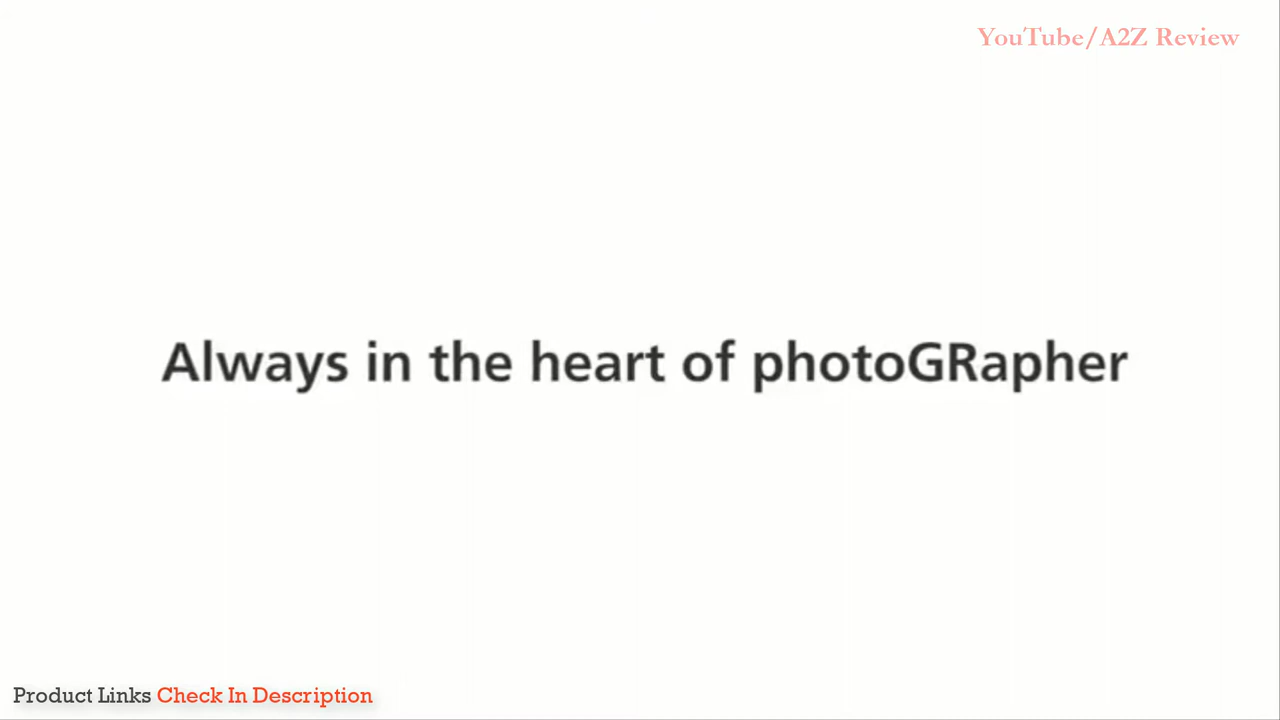 YouTube/A2Z Review
Always in the heart of photoGRapher
Product Links Check In Description